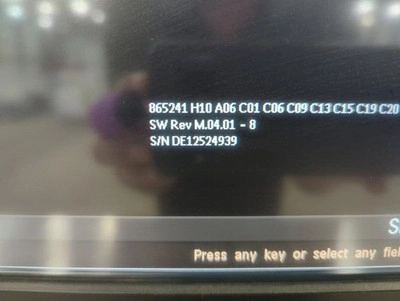 865241 H10 A06 C01 C06 C09 C13 C15 C19 C20
SW Rev M.04.01 - 8
S/N DE12524939
Press any key or select any